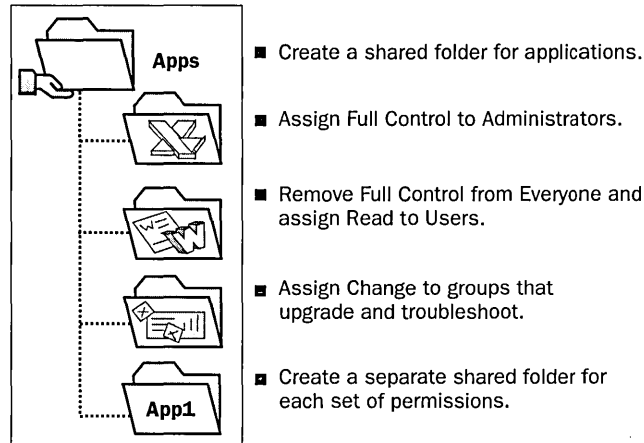 Apps
■ Create a shared folder for applications.
■ Assign Full Control to Administrators.
■ Remove Full Control from Everyone and
assign Read to Users.
■ Assign Change to groups that
upgrade and troubleshoot.
■ Create a separate shared folder for
each set of permissions.
W
App1